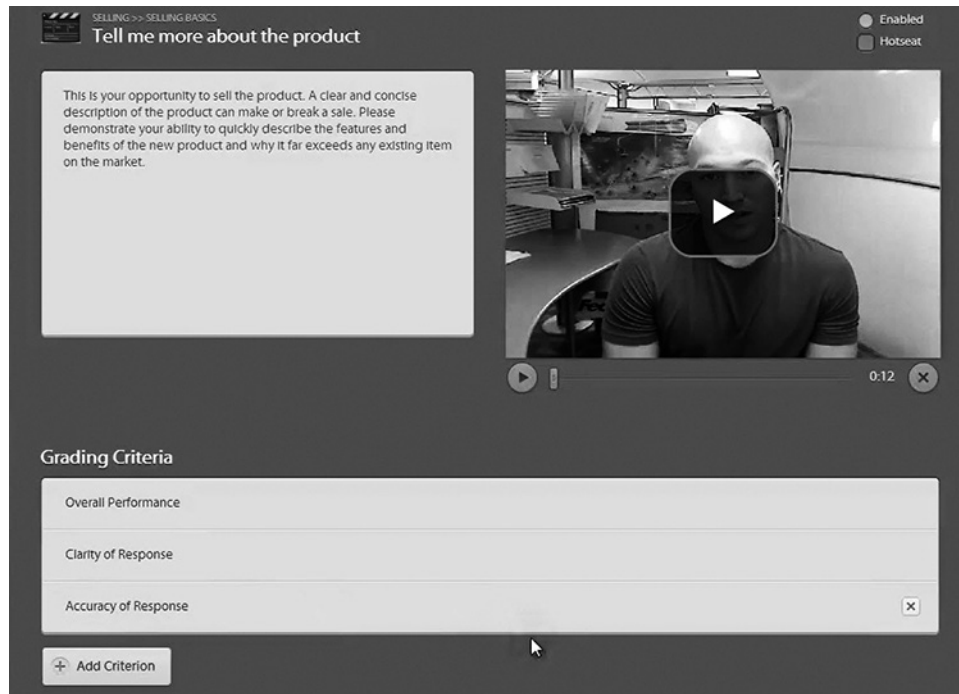 SELLING >> SELLING BASICS
Tell me more about the product
Enabled
Hotseat
This is your opportunity to sell the product. A clear and concise
description of the product can make or break a sale. Please
demonstrate your ability to quickly describe the features and
benefits of the new product and why it far exceeds any existing item
on the market.
0:12
Grading Criteria
Overall Performance
Clarity of Response
Accuracy of Response
Add Criterion